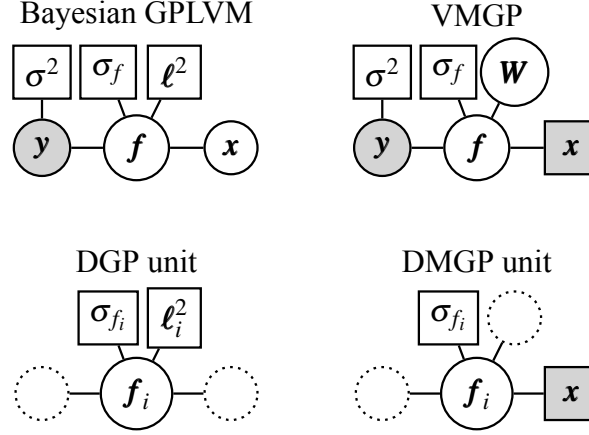 Bayesian GPLVM
VMGP
σ² σ_f ℓ²
σ² σ_f W
y f x
y f x
DGP unit
DMGP unit
σ_{f_i} ℓ_i²
σ_{f_i}
f_i
f_i x